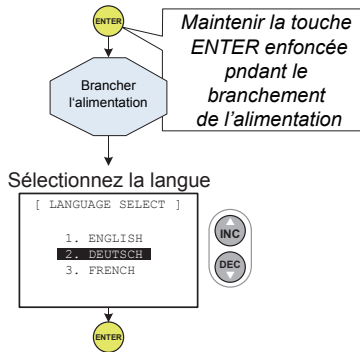 ENTER
Maintenir la touche
ENTER enfoncée
pndant le
branchement
de l'alimentation
Brancher
l'alimentation
Sélectionnez la langue
[ LANGUAGE SELECT ]
1. ENGLISH
2. DEUTSCH
3. FRENCH
INC
DEC
ENTER